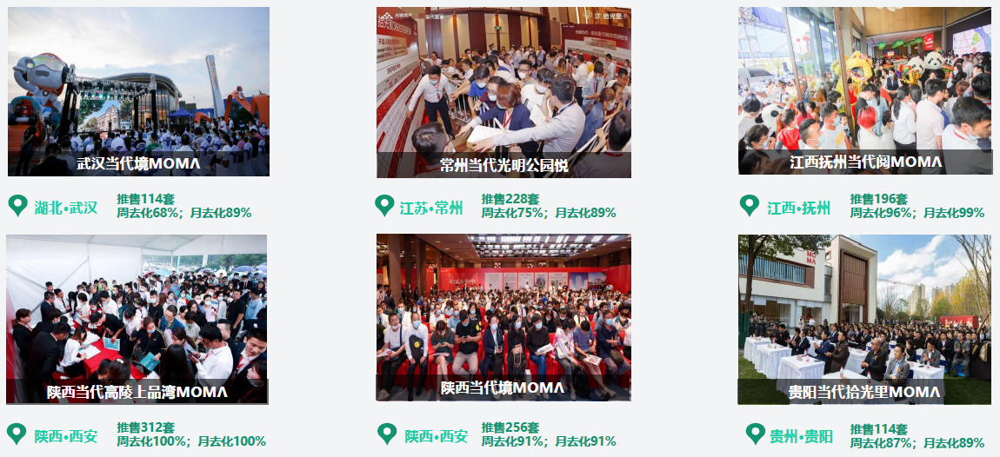 武汉当代境MOMΛ
常州当代光明公园悦
江西抚州当代阅MOMΛ
湖北·武汉
推售114套
周去化68%；月去化89%
江苏·常州
推售228套
周去化75%；月去化89%
江西·抚州
推售196套
周去化96%；月去化99%
陕西当代高陵上品湾MOMΛ
陕西当代境MOMΛ
MO
MΛ
贵阳当代拾光里MOMΛ
陕西·西安
推售312套
周去化100%；月去化100%
陕西·西安
推售256套
周去化91%；月去化91%
贵州·贵阳
推售114套
周去化87%；月去化89%